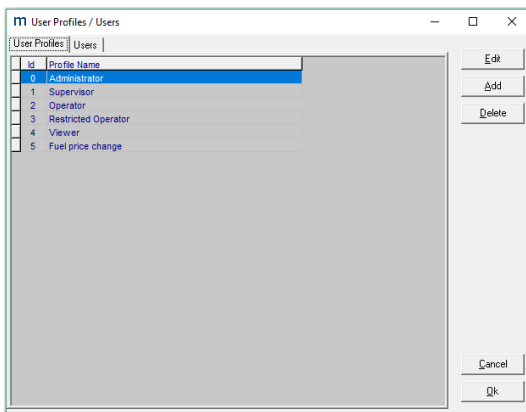 m User Profiles / Users
User Profiles Users
Id Profile Name
0 Administrator
1 Supervisor
2 Operator
3 Restricted Operator
4 Viewer
5 Fuel price change
Edit
Add
Delete
Cancel
Ok